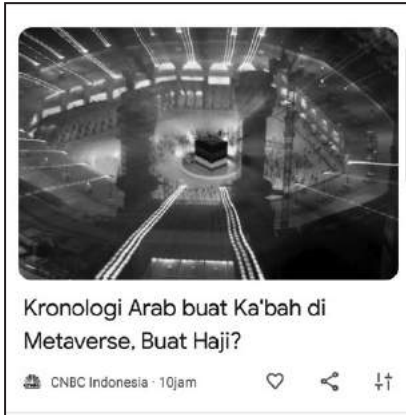 Kronologi Arab buat Ka'bah di
Metaverse, Buat Haji?
CNBC Indonesia · 10jam